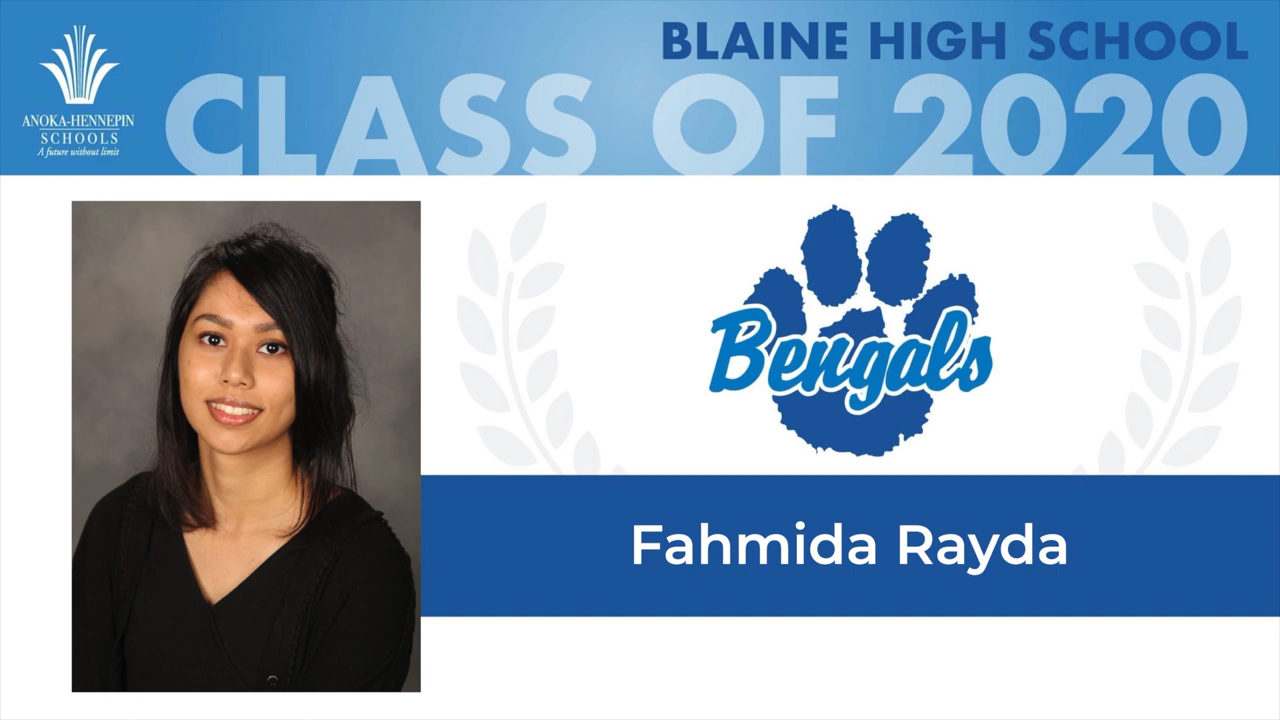 BLAINE HIGH SCHOOL
CLASS OF 2020
ANOKA-HENNEPIN
SCHOOLS
A future without limit
Bengals
Fahmida Rayda